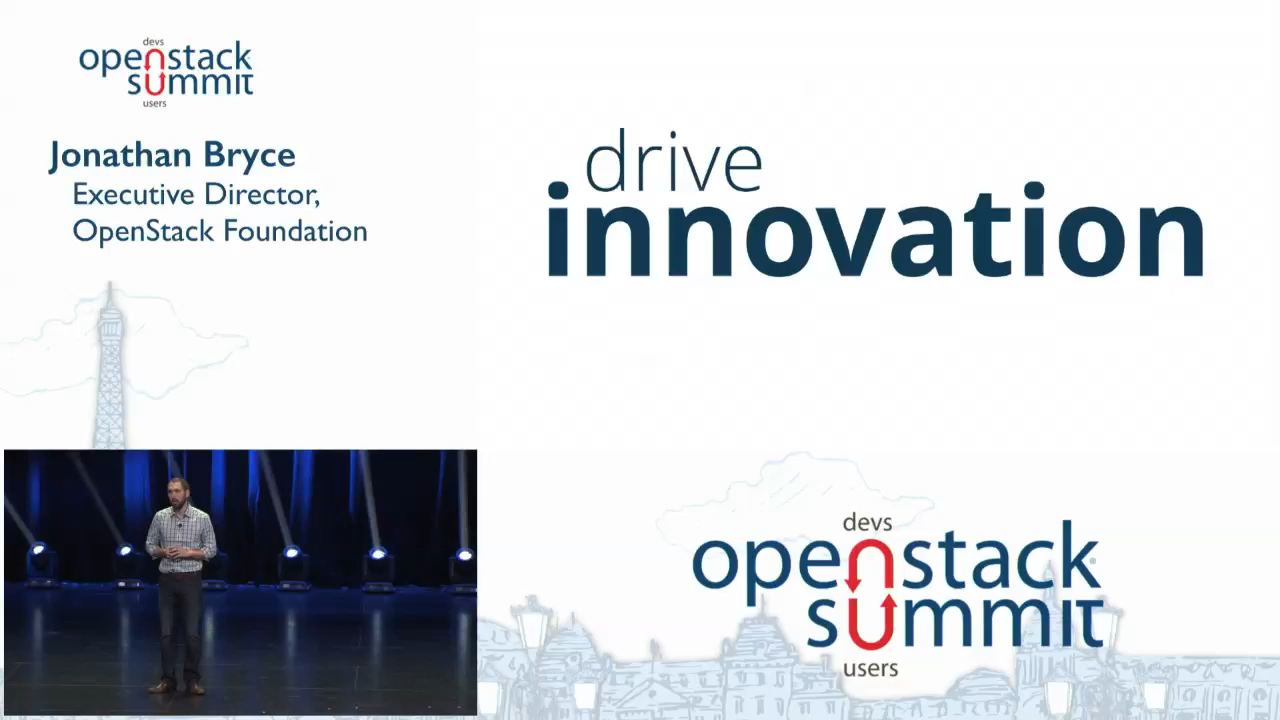 devs
openstack
summit
users
Jonathan Bryce
Executive Director,
OpenStack Foundation
drive
innovation
devs
openstack®
summit
users